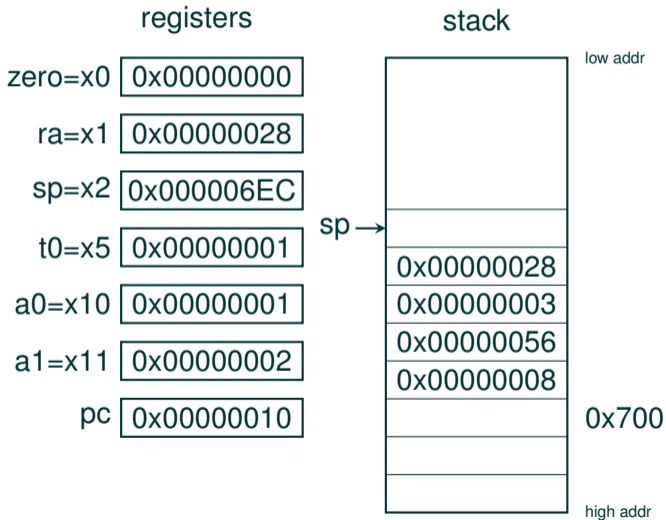 registers
zero=x0 0x00000000
ra=x1 0x00000028
sp=x2 0x000006EC
t0=x5 0x00000001
a0=x10 0x00000001
a1=x11 0x00000002
pc 0x00000010
stack
low addr
sp
0x00000028
0x00000003
0x00000056
0x00000008
0x700
high addr